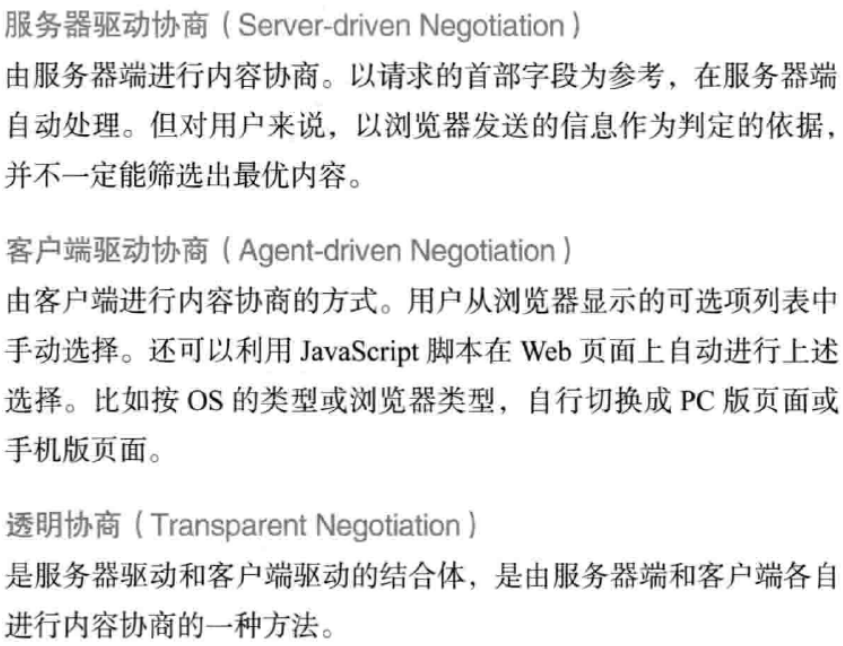 服务器驱动协商（Server-driven Negotiation）
由服务器端进行内容协商。以请求的首部字段为参考，在服务器端
自动处理。但对用户来说，以浏览器发送的信息作为判定的依据，
并不一定能筛选出最优内容。
客户端驱动协商（Agent-driven Negotiation）
由客户端进行内容协商的方式。用户从浏览器显示的可选项列表中
手动选择。还可以利用 JavaScript 脚本在 Web 页面上自动进行上述
选择。比如按 OS 的类型或浏览器类型，自行切换成 PC 版页面或
手机版页面。
透明协商（Transparent Negotiation）
是服务器驱动和客户端驱动的结合体，是由服务器端和客户端各自
进行内容协商的一种方法。